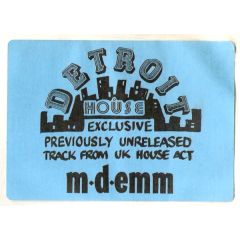 DETROIT
HOUSE
EXCLUSIVE
PREVIOUSLY UNRELEASED
TRACK FROM UK HOUSE ACT
m·d·emm